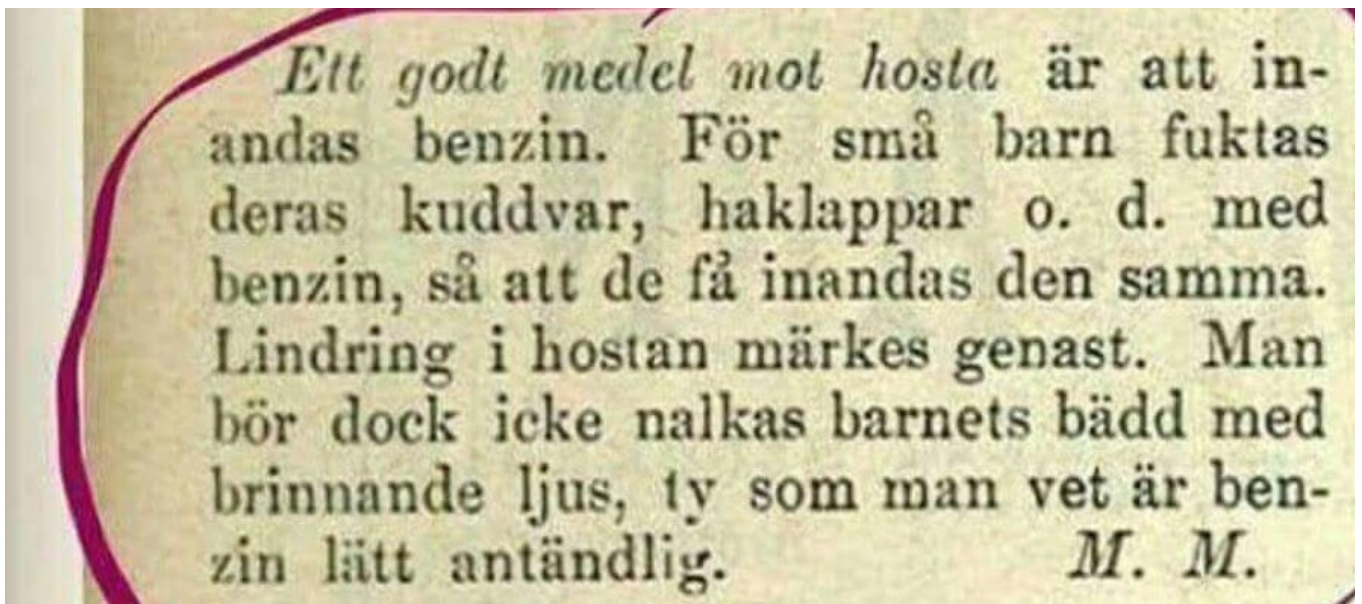 Ett godt medel mot hosta är att in-
andas benzin. För små barn fuktas
deras kuddvar, haklappar o. d. med
benzin, så att de få inandas den samma.
Lindring i hostan märkes genast. Man
bör dock icke nalkas barnets bädd med
brinnande ljus, ty som man vet är ben-
zin lätt antändlig. M. M.